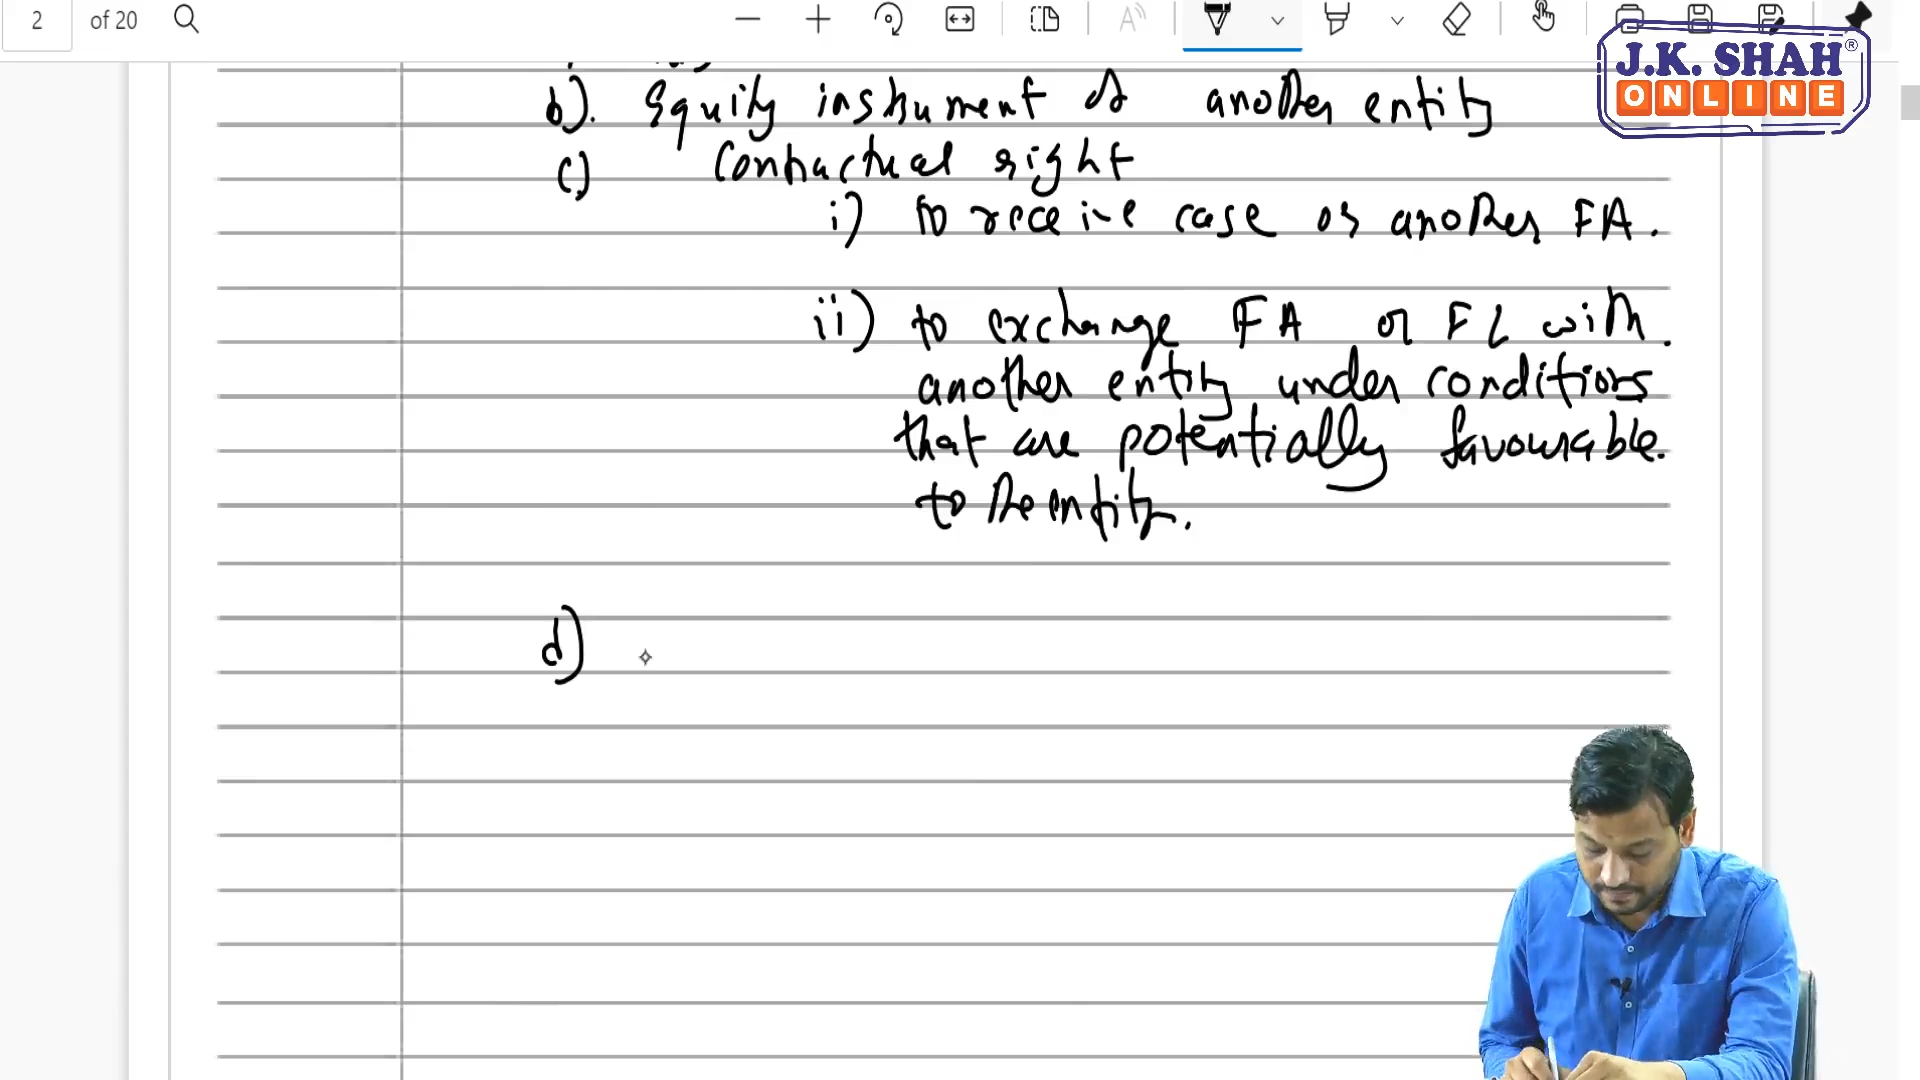 2 of 20
J.K. SHAH®
ONLINE
b). Equity instrument of another entity
c) Contractual right
i) to receive case or another FA.
ii) to exchange FA or FL with
another entity under conditions
that are potentially favourable.
to the entity.
d)